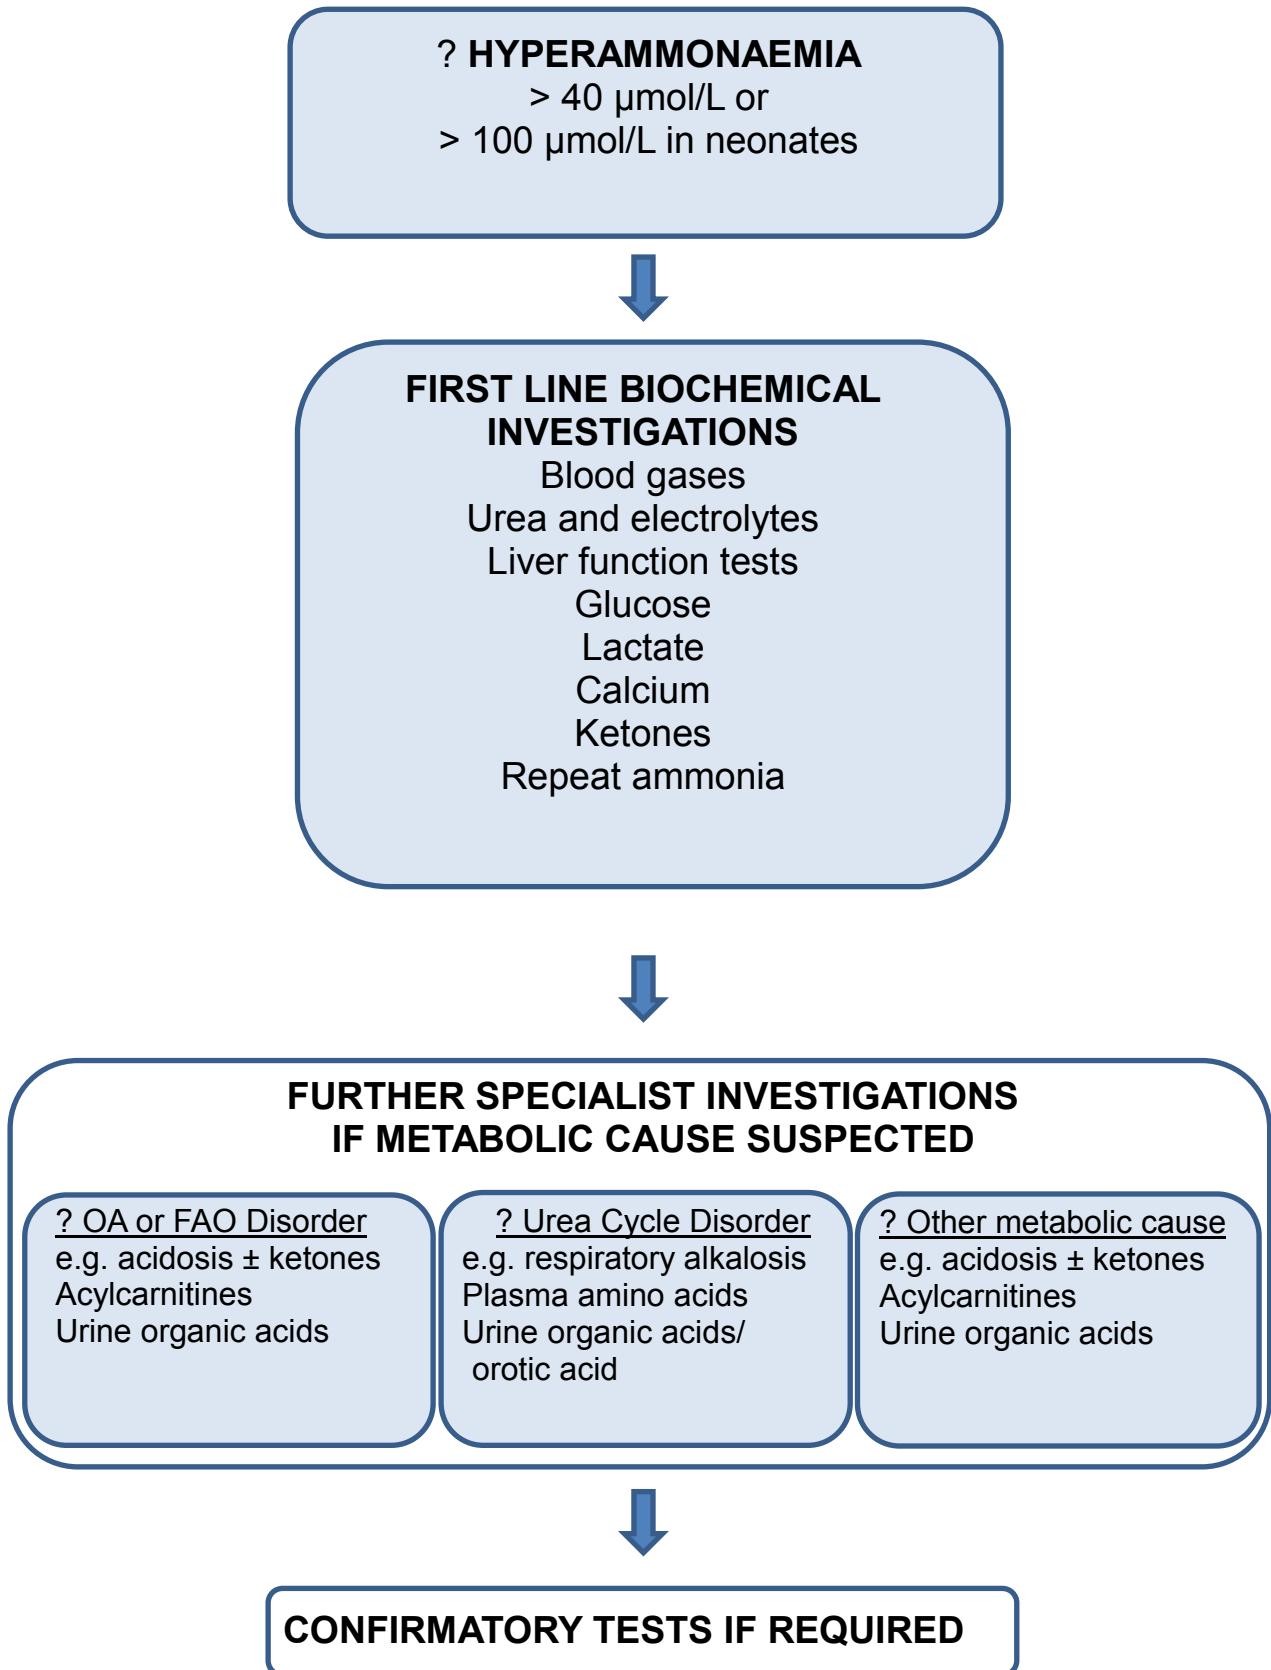 ? HYPERAMMONAEMIA
> 40 µmol/L or
> 100 µmol/L in neonates
FIRST LINE BIOCHEMICAL
INVESTIGATIONS
Blood gases
Urea and electrolytes
Liver function tests
Glucose
Lactate
Calcium
Ketones
Repeat ammonia
FURTHER SPECIALIST INVESTIGATIONS
IF METABOLIC CAUSE SUSPECTED
? OA or FAO Disorder
e.g. acidosis ± ketones
Acylcarnitines
Urine organic acids
? Urea Cycle Disorder
e.g. respiratory alkalosis
Plasma amino acids
Urine organic acids/
orotic acid
? Other metabolic cause
e.g. acidosis ± ketones
Acylcarnitines
Urine organic acids
CONFIRMATORY TESTS IF REQUIRED